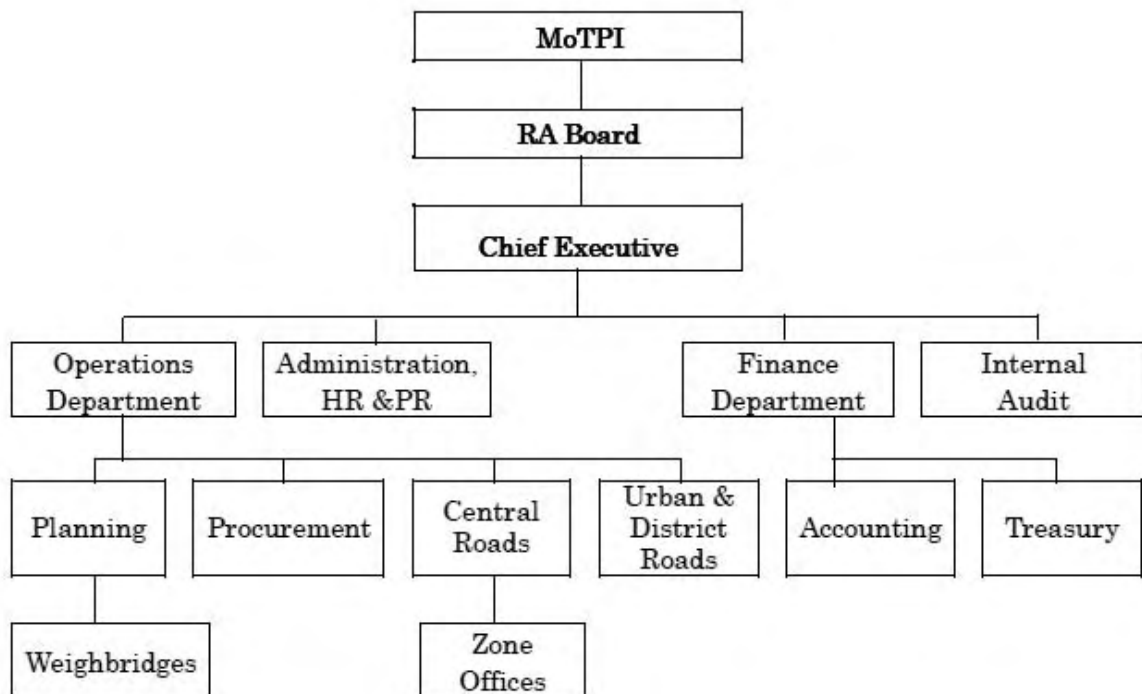 MoTPI
RA Board
Chief Executive
Operations
Department
Administration,
HR &PR
Finance
Department
Internal
Audit
Planning
Procurement
Central
Roads
Urban &
District
Roads
Accounting
Treasury
Weighbridges
Zone
Offices